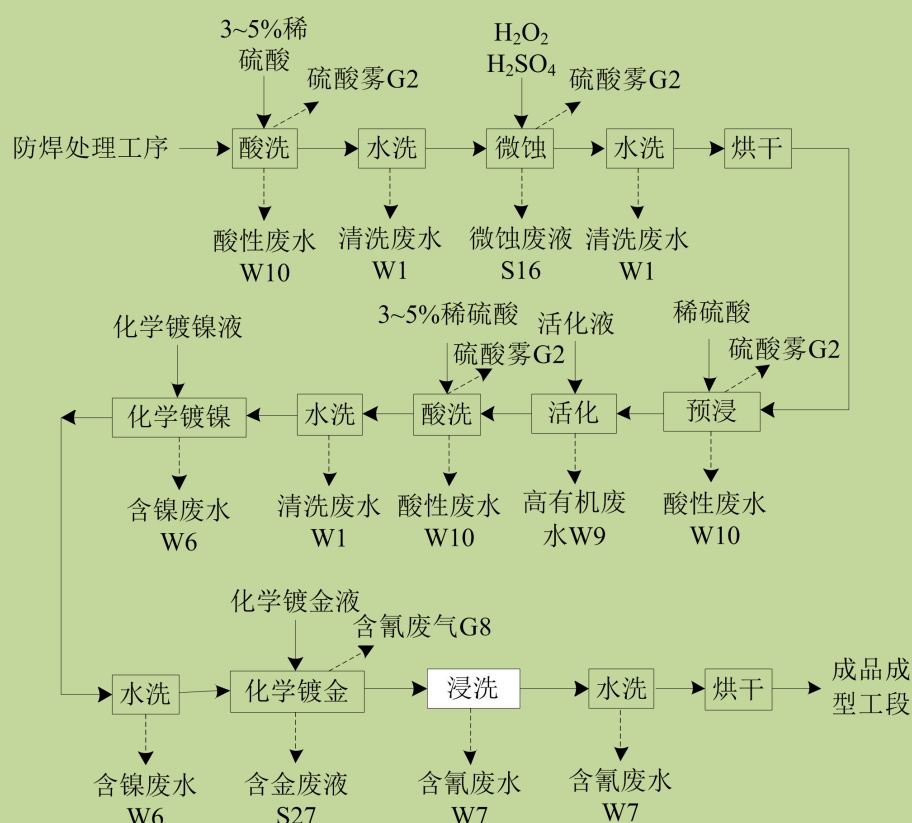 3~5%稀
硫酸
H₂O₂
H₂SO₄
硫酸雾G2
硫酸雾G2
防焊处理工序
酸洗
水洗
微蚀
水洗
烘干
酸性废水
W10
清洗废水
W1
微蚀废液
S16
清洗废水
W1
化学镀镍液
3~5%稀硫酸
硫酸雾G2
活化液
稀硫酸
硫酸雾G2
化学镀镍
水洗
酸洗
活化
预浸
含镍废水
W6
清洗废水
W1
酸性废水
W10
高有机废
水W9
酸性废水
W10
化学镀金液
含氰废气G8
水洗
化学镀金
浸洗
水洗
烘干
成品成
型工段
含镍废水
W6
含金废液
S27
含氰废水
W7
含氰废水
W7